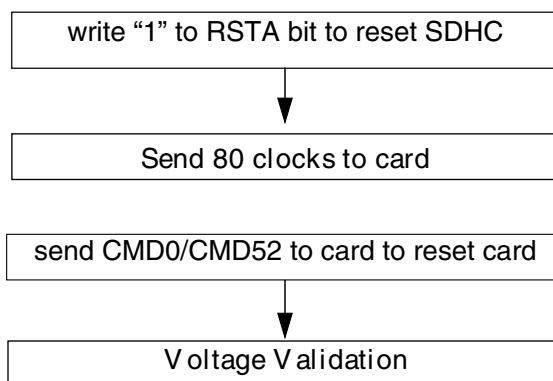 write “1” to RSTA bit to reset SDHC
Send 80 clocks to card
send CMD0/CMD52 to card to reset card
Voltage Validation